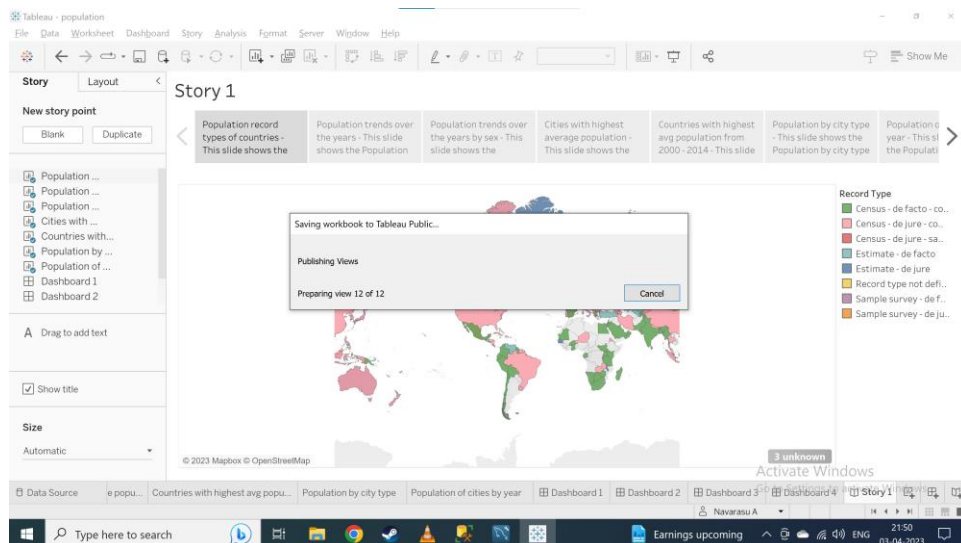 Tableau - population
File Data Worksheet Dashboard Story Analysis Format Server Window Help
Show Me
Story Layout
New story point
Blank Duplicate
Population ...
Population ...
Population ...
Cities with ...
Countries with...
Population by ...
Population of ...
Dashboard 1
Dashboard 2
A Drag to add text
Show title
Size
Automatic
Story 1
Population record
types of countries -
This slide shows the
Population trends over
the years - This slide
shows the Population
Population trends over
the years by sex - This
slide shows the
Cities with highest
average population -
This slide shows the
Countries with highest
avg population from
2000 - 2014 - This slide
Population by city type
- This slide shows the
Population by city type
Population o
year - This sl
the Populati
Saving workbook to Tableau Public...
Publishing Views
Preparing view 12 of 12
Cancel
Record Type
Census - de facto - co..
Census - de jure - co...
Census - de jure - sa...
Estimate - de facto
Estimate - de jure
Record type not defi..
Sample survey - de f..
Sample survey - de ju..
© 2023 Mapbox © OpenStreetMap
3 unknown
Activate Windows
Data Source e popu... Countries with highest avg popu... Population by city type Population of cities by year Dashboard 1 Dashboard 2 Dashboard 3 Dashboard 4 Story 1
Navarasu A
Type here to search
Earnings upcoming
ENG
21:50
03-04-2023